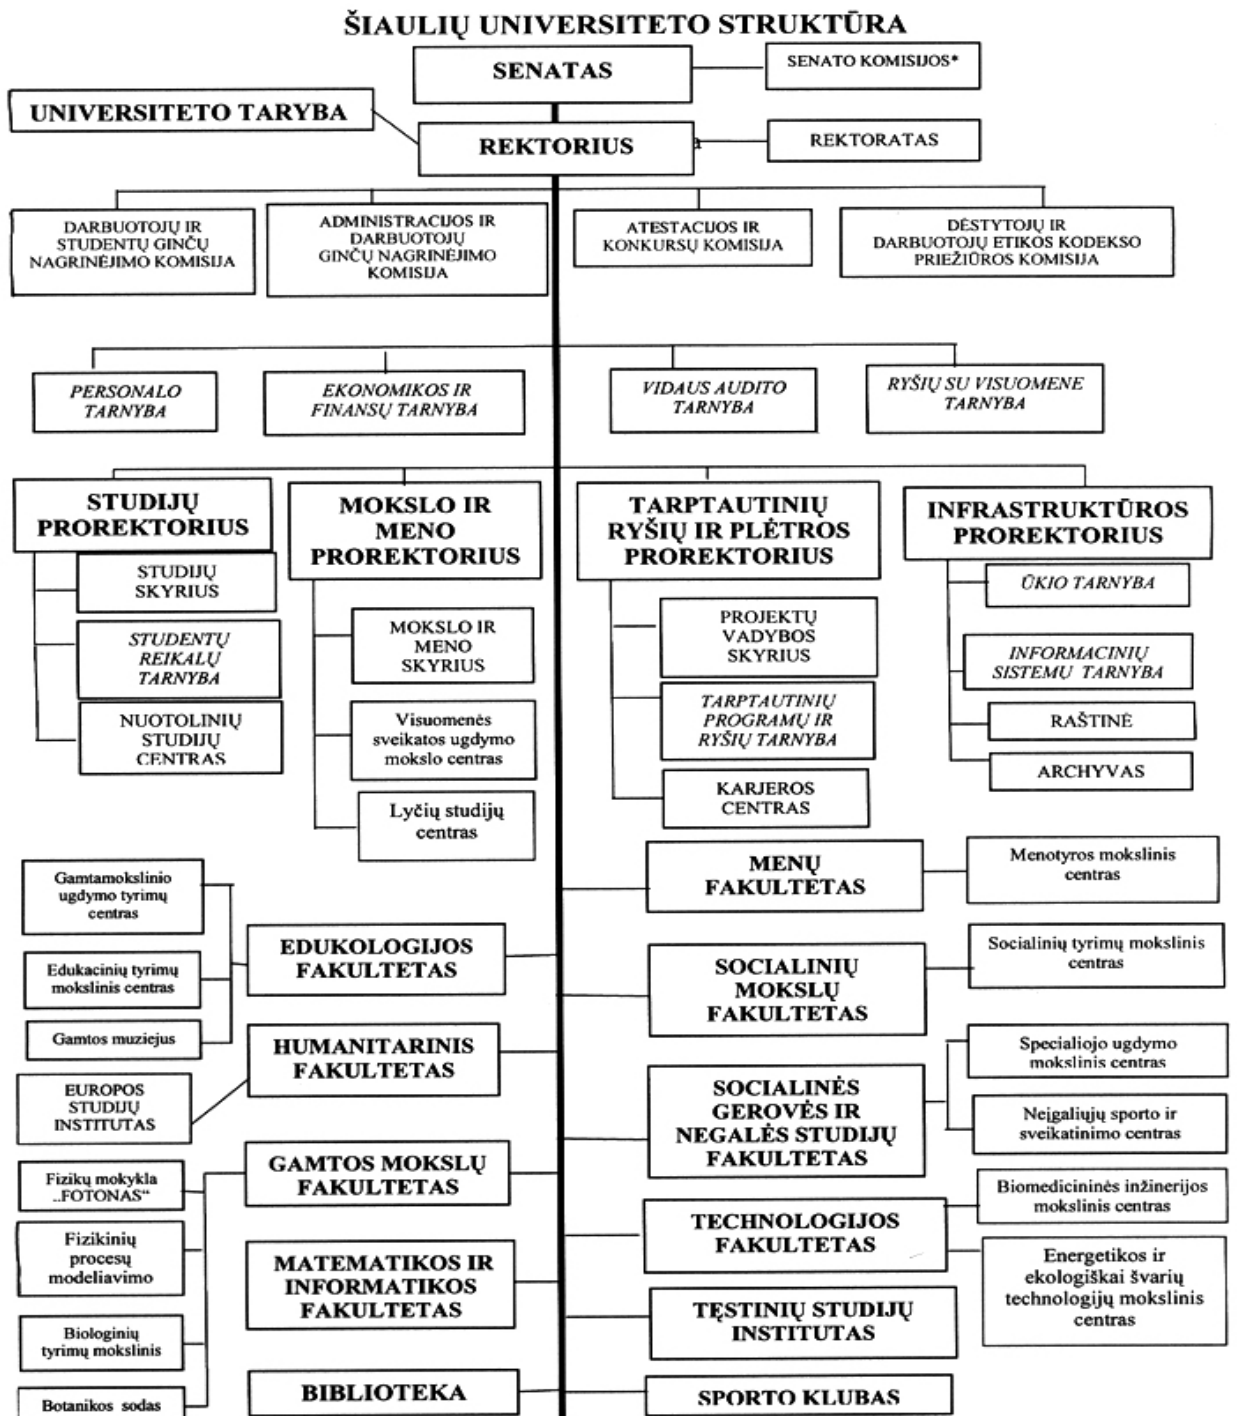 ŠIAULIŲ UNIVERSITETO STRUKTŪRA
SENATAS
SENATO KOMISIJOS*
UNIVERSITETO TARYBA
REKTORIUS
REKTORATAS
DARBUOTOJŲ IR
STUDENTŲ GINČŲ
NAGRINĖJIMO KOMISIJA
ADMINISTRACIJOS IR
DARBUOTOJŲ
GINČŲ NAGRINĖJIMO
KOMISIJA
ATESTACIJOS IR
KONKURSŲ KOMISIJA
DĖSTYTOJŲ IR
DARBUOTOJŲ ETIKOS KODEKSO
PRIEŽIŪROS KOMISIJA
PERSONALO
TARNYBA
EKONOMIKOS IR
FINANSŲ TARNYBA
VIDAUS AUDITO
TARNYBA
RYŠIŲ SU VISUOMENE
TARNYBA
STUDIJŲ
PROREKTORIUS
STUDIJŲ
SKYRIUS
STUDENTŲ
REIKALŲ
TARNYBA
NUOTOLINIŲ
STUDIJŲ
CENTRAS
MOKSLO IR
MENO
PROREKTORIUS
MOKSLO IR
MENO
SKYRIUS
Visuomenės
sveikatos ugdymo
mokslo centras
Lyčių studijų
centras
TARPTAUTINIŲ
RYŠIŲ IR PLĖTROS
PROREKTORIUS
PROJEKTŲ
VADYBOS
SKYRIUS
TARPTAUTINIŲ
PROGRAMŲ IR
RYŠIŲ TARNYBA
KARJEROS
CENTRAS
INFRASTRUKTŪROS
PROREKTORIUS
ŪKIO TARNYBA
INFORMACINIŲ
SISTEMŲ TARNYBA
RAŠTINĖ
ARCHYVAS
Gamtamokslinio
ugdymo tyrimų
centras
Edukacinių tyrimų
mokslinis centras
Gamtos muziejus
EDUKOLOGIJOS
FAKULTETAS
HUMANITARINIS
FAKULTETAS
EUROPOS
STUDIJŲ
INSTITUTAS
GAMTOS MOKSLŲ
FAKULTETAS
Fizikų mokykla
„FOTONAS“
Fizikinių
procesų
modeliavimo
Biologinių
tyrimų mokslinis
Botanikos sodas
MATEMATIKOS IR
INFORMATIKOS
FAKULTETAS
BIBLIOTEKA
MENŲ
FAKULTETAS
Menotyros mokslinis
centras
SOCIALINIŲ
MOKSLŲ
FAKULTETAS
Socialinių tyrimų mokslinis
centras
SOCIALINĖS
GEROVĖS IR
NEGALĖS STUDIJŲ
FAKULTETAS
Specialiojo ugdymo
mokslinis centras
Neįgaliųjų sporto ir
sveikatinimo centras
TECHNOLOGIJOS
FAKULTETAS
Biomedicininės inžinerijos
mokslinis centras
Energetikos ir
ekologiškai švarių
technologijų mokslinis
centras
TĘSTINIŲ STUDIJŲ
INSTITUTAS
SPORTO KLUBAS